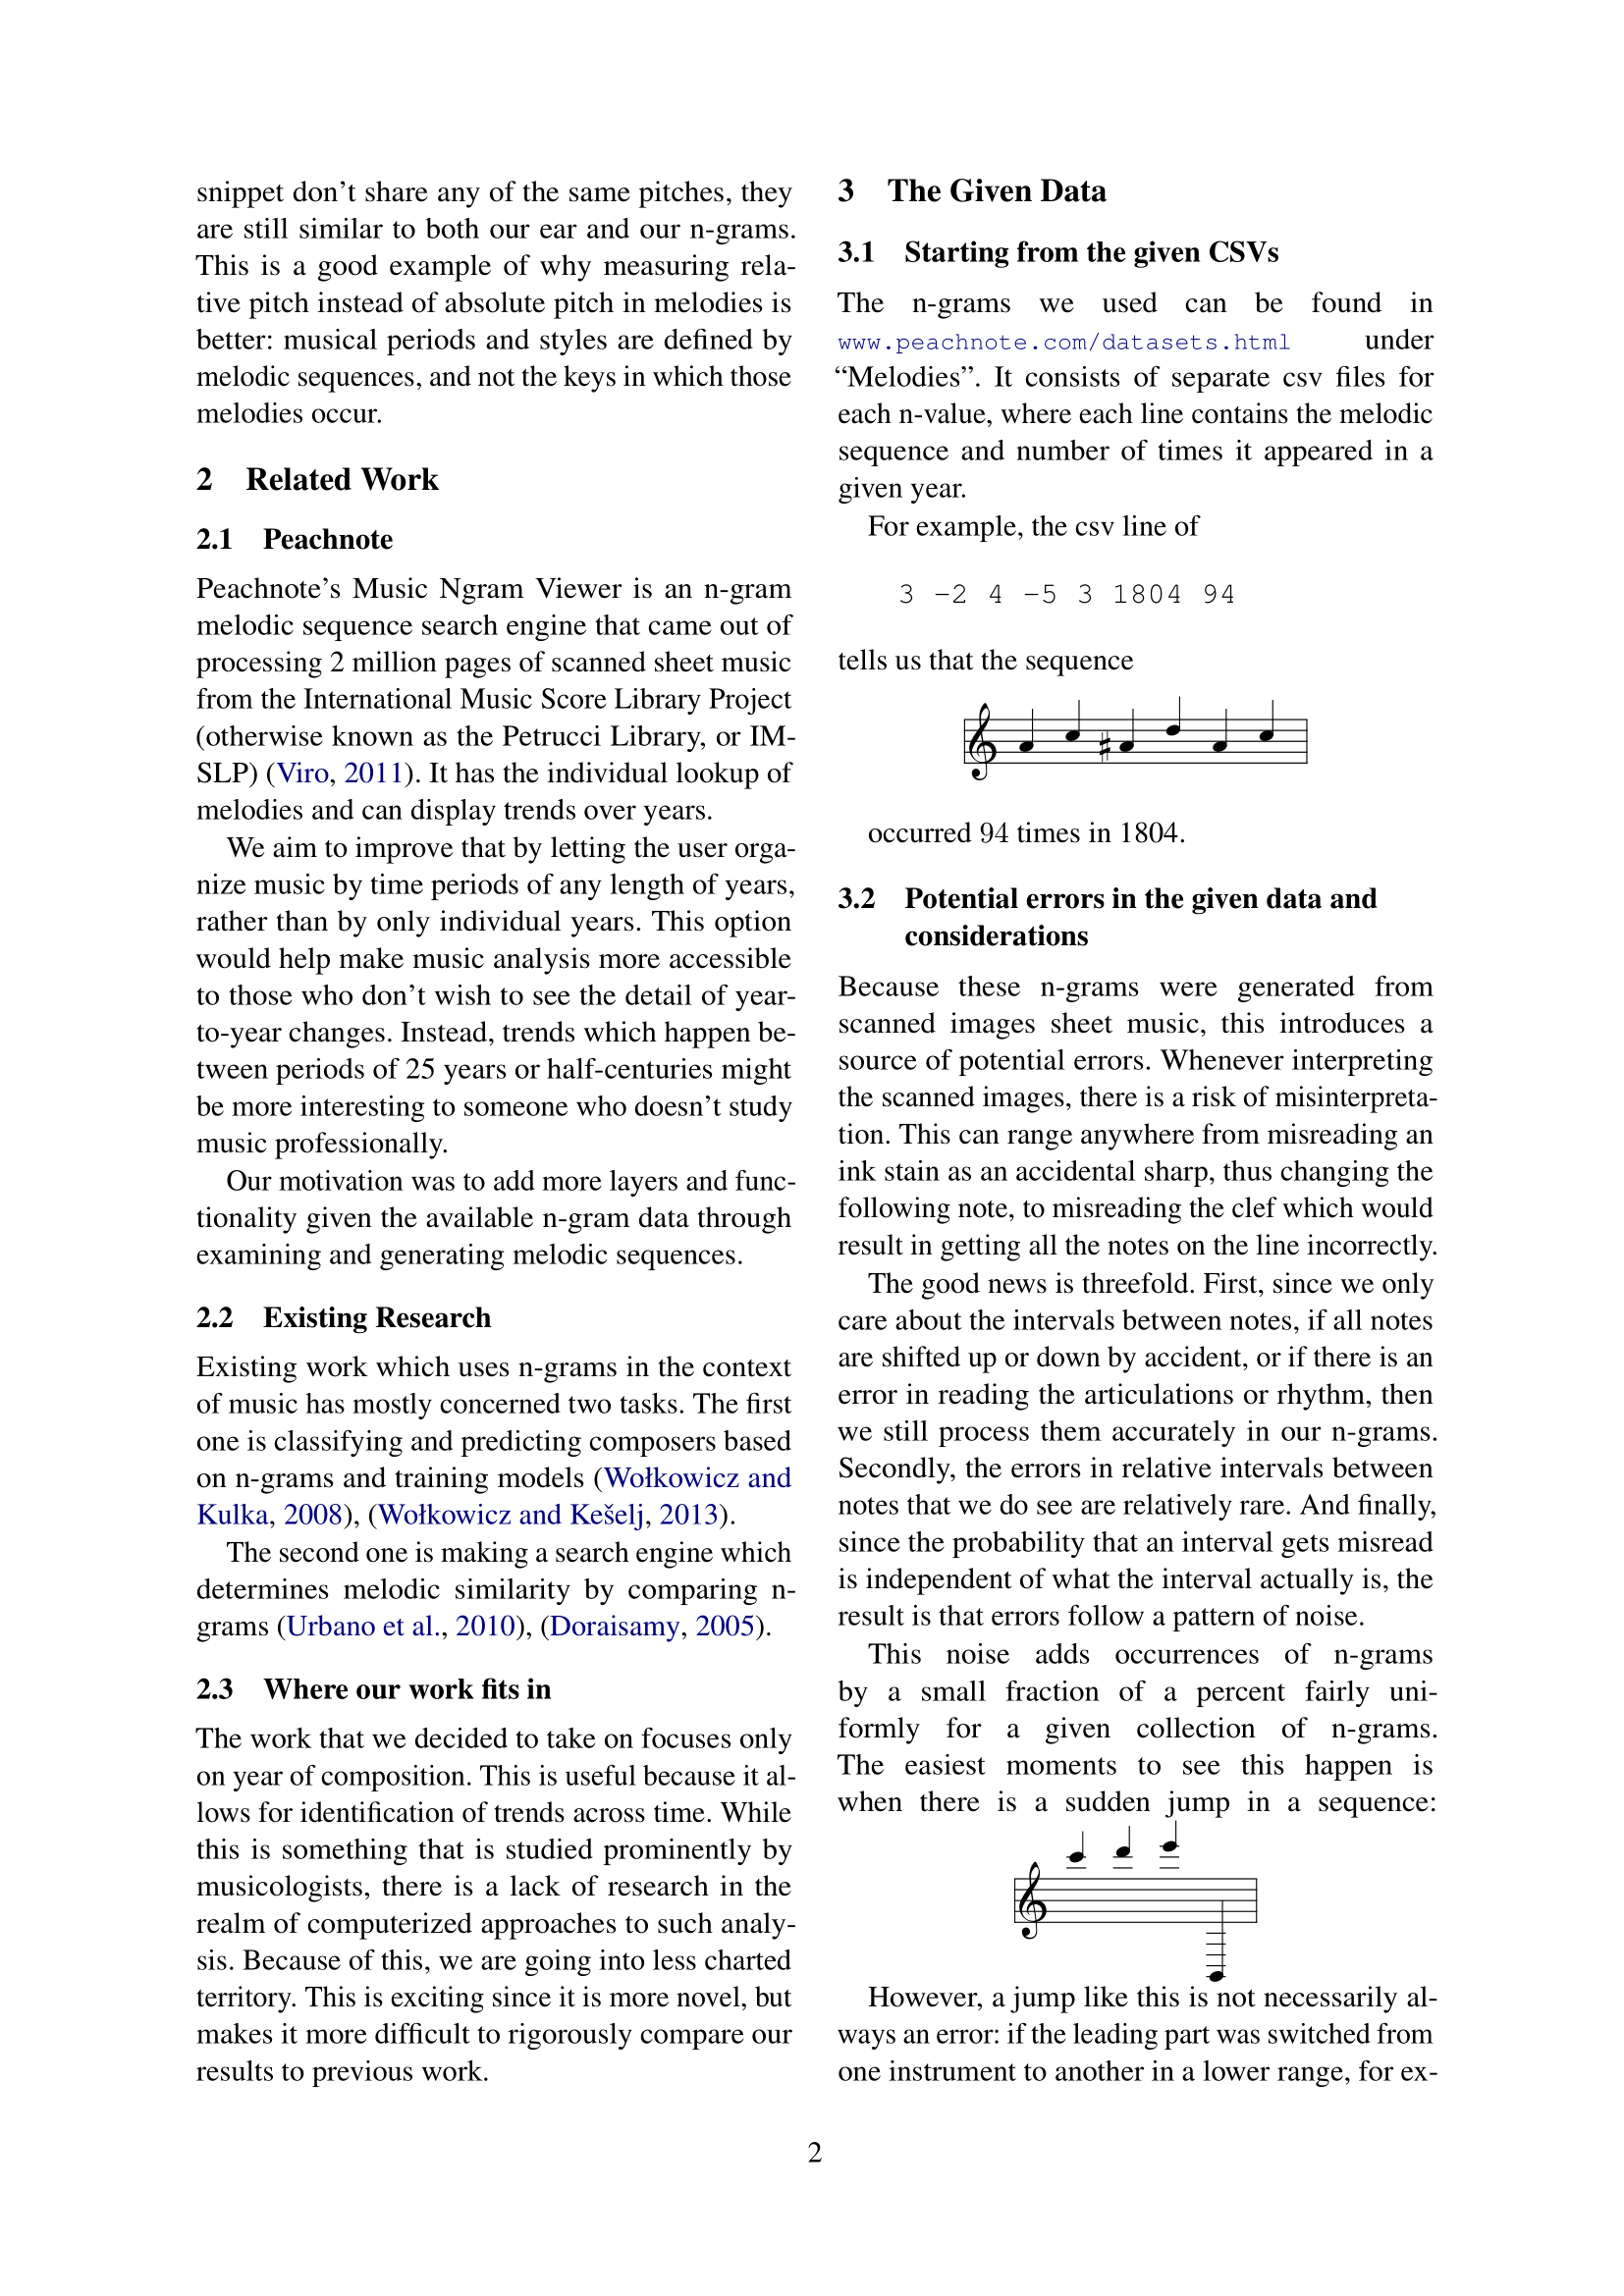 snippet don't share any of the same pitches, they
are still similar to both our ear and our n-grams.
This is a good example of why measuring rela-
tive pitch instead of absolute pitch in melodies is
better: musical periods and styles are defined by
melodic sequences, and not the keys in which those
melodies occur.
2 Related Work
2.1 Peachnote
Peachnote's Music Ngram Viewer is an n-gram
melodic sequence search engine that came out of
processing 2 million pages of scanned sheet music
from the International Music Score Library Project
(otherwise known as the Petrucci Library, or IM-
SLP) (Viro, 2011). It has the individual lookup of
melodies and can display trends over years.
We aim to improve that by letting the user orga-
nize music by time periods of any length of years,
rather than by only individual years. This option
would help make music analysis more accessible
to those who don't wish to see the detail of year-
to-year changes. Instead, trends which happen be-
tween periods of 25 years or half-centuries might
be more interesting to someone who doesn't study
music professionally.
Our motivation was to add more layers and func-
tionality given the available n-gram data through
examining and generating melodic sequences.
2.2 Existing Research
Existing work which uses n-grams in the context
of music has mostly concerned two tasks. The first
one is classifying and predicting composers based
on n-grams and training models (Wołkowicz and
Kulka, 2008), (Wołkowicz and Kešelj, 2013).
The second one is making a search engine which
determines melodic similarity by comparing n-
grams (Urbano et al., 2010), (Doraisamy, 2005).
2.3 Where our work fits in
The work that we decided to take on focuses only
on year of composition. This is useful because it al-
lows for identification of trends across time. While
this is something that is studied prominently by
musicologists, there is a lack of research in the
realm of computerized approaches to such analy-
sis. Because of this, we are going into less charted
territory. This is exciting since it is more novel, but
makes it more difficult to rigorously compare our
results to previous work.
3 The Given Data
3.1 Starting from the given CSVs
The n-grams we used can be found in
www.peachnote.com/datasets.html under
“Melodies”. It consists of separate csv files for
each n-value, where each line contains the melodic
sequence and number of times it appeared in a
given year.
For example, the csv line of
3 -2 4 -5 3 1804 94
tells us that the sequence
occurred 94 times in 1804.
3.2 Potential errors in the given data and
considerations
Because these n-grams were generated from
scanned images sheet music, this introduces a
source of potential errors. Whenever interpreting
the scanned images, there is a risk of misinterpreta-
tion. This can range anywhere from misreading an
ink stain as an accidental sharp, thus changing the
following note, to misreading the clef which would
result in getting all the notes on the line incorrectly.
The good news is threefold. First, since we only
care about the intervals between notes, if all notes
are shifted up or down by accident, or if there is an
error in reading the articulations or rhythm, then
we still process them accurately in our n-grams.
Secondly, the errors in relative intervals between
notes that we do see are relatively rare. And finally,
since the probability that an interval gets misread
is independent of what the interval actually is, the
result is that errors follow a pattern of noise.
This noise adds occurrences of n-grams
by a small fraction of a percent fairly uni-
formly for a given collection of n-grams.
The easiest moments to see this happen is
when there is a sudden jump in a sequence:
However, a jump like this is not necessarily al-
ways an error: if the leading part was switched from
one instrument to another in a lower range, for ex-
2